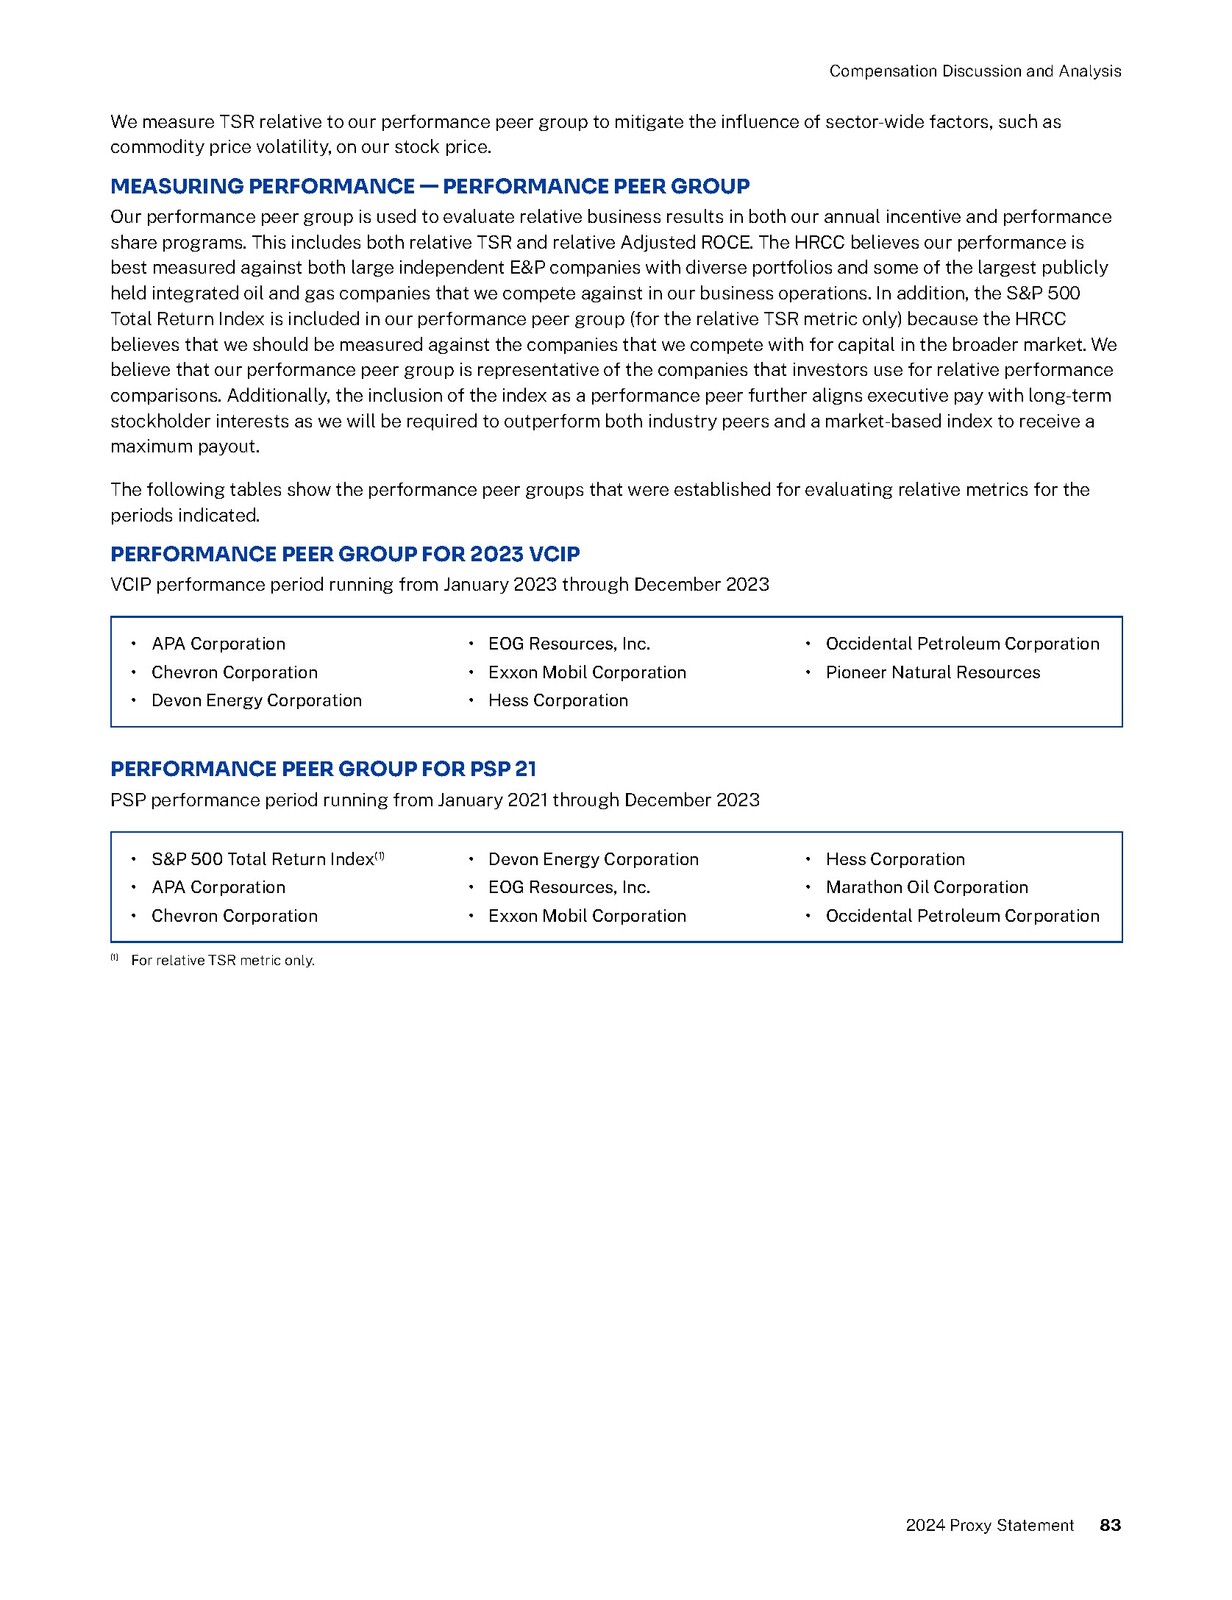 Compensation Discussion and Analysis
We measure TSR relative to our performance peer group to mitigate the influence of sector-wide factors, such as
commodity price volatility, on our stock price.
MEASURING PERFORMANCE — PERFORMANCE PEER GROUP
Our performance peer group is used to evaluate relative business results in both our annual incentive and performance
share programs. This includes both relative TSR and relative Adjusted ROCE. The HRCC believes our performance is
best measured against both large independent E&P companies with diverse portfolios and some of the largest publicly
held integrated oil and gas companies that we compete against in our business operations. In addition, the S&P 500
Total Return Index is included in our performance peer group (for the relative TSR metric only) because the HRCC
believes that we should be measured against the companies that we compete with for capital in the broader market. We
believe that our performance peer group is representative of the companies that investors use for relative performance
comparisons. Additionally, the inclusion of the index as a performance peer further aligns executive pay with long-term
stockholder interests as we will be required to outperform both industry peers and a market-based index to receive a
maximum payout.
The following tables show the performance peer groups that were established for evaluating relative metrics for the
periods indicated.
PERFORMANCE PEER GROUP FOR 2023 VCIP
VCIP performance period running from January 2023 through December 2023
• APA Corporation
• Chevron Corporation
• Devon Energy Corporation
• EOG Resources, Inc.
• Exxon Mobil Corporation
• Hess Corporation
• Occidental Petroleum Corporation
• Pioneer Natural Resources
PERFORMANCE PEER GROUP FOR PSP 21
PSP performance period running from January 2021 through December 2023
• S&P 500 Total Return Index(1)
• APA Corporation
• Chevron Corporation
• Devon Energy Corporation
• EOG Resources, Inc.
• Exxon Mobil Corporation
• Hess Corporation
• Marathon Oil Corporation
• Occidental Petroleum Corporation
(1) For relative TSR metric only.
2024 Proxy Statement 83